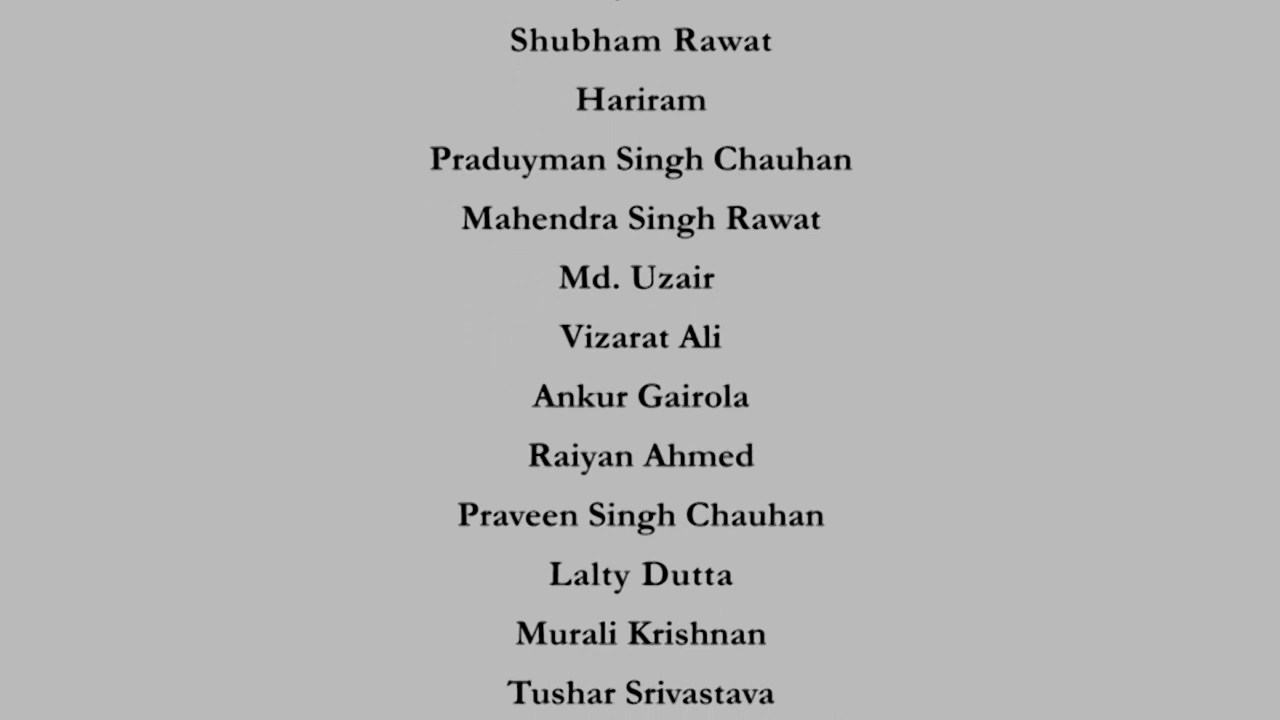 Shubham Rawat
Hariram
Praduyman Singh Chauhan
Mahendra Singh Rawat
Md. Uzair
Vizarat Ali
Ankur Gairola
Raiyan Ahmed
Praveen Singh Chauhan
Lalty Dutta
Murali Krishnan
Tushar Srivastava